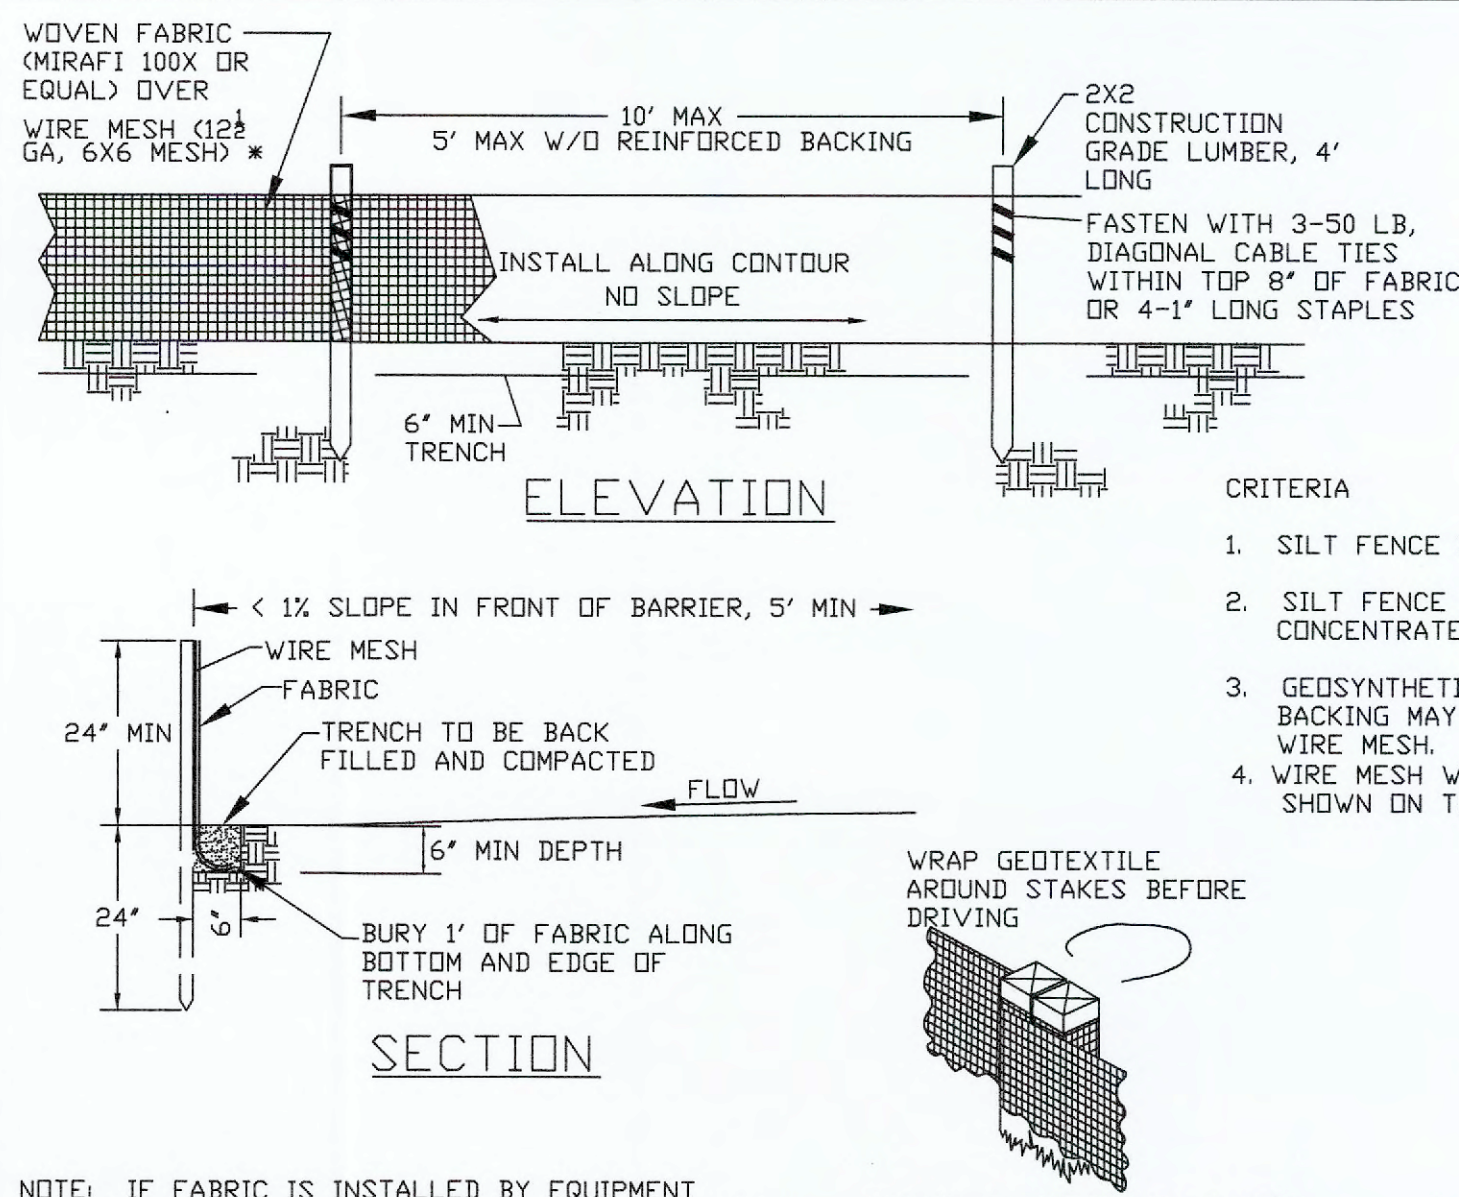 WOVEN FABRIC
(MIRAFI 100X OR
EQUAL) OVER
WIRE MESH (12½
GA, 6X6 MESH) *
10' MAX
5' MAX W/O REINFORCED BACKING
2X2
CONSTRUCTION
GRADE LUMBER, 4'
LONG
FASTEN WITH 3-50 LB,
DIAGONAL CABLE TIES
WITHIN TOP 8" OF FABRIC
OR 4-1" LONG STAPLES
INSTALL ALONG CONTOUR
NO SLOPE
6" MIN
TRENCH
ELEVATION
CRITERIA
1. SILT FENCE
2. SILT FENCE
CONCENTRATE
3. GEOSYNTHETI
BACKING MAY
WIRE MESH.
4. WIRE MESH W
SHOWN ON T
< 1% SLOPE IN FRONT OF BARRIER, 5' MIN
WIRE MESH
FABRIC
24" MIN
TRENCH TO BE BACK
FILLED AND COMPACTED
FLOW
6" MIN DEPTH
24"
6"
BURY 1' OF FABRIC ALONG
BOTTOM AND EDGE OF
TRENCH
SECTION
WRAP GEOTEXTILE
AROUND STAKES BEFORE
DRIVING
NOTE: IF FABRIC IS INSTALLED BY EQUIPMENT